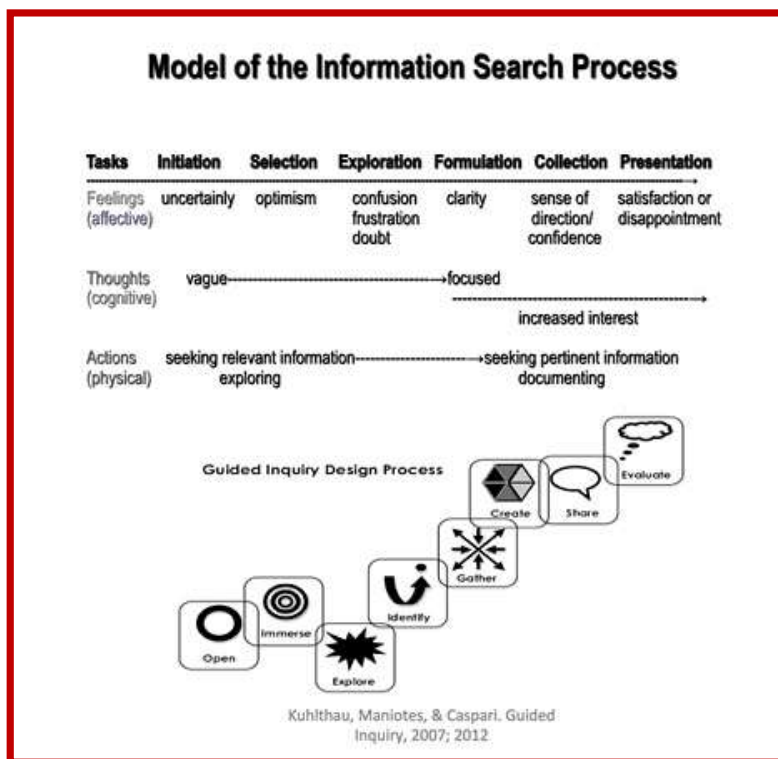 Model of the Information Search Process
Tasks Initiation Selection Exploration Formulation Collection Presentation
Feelings uncertainly optimism confusion clarity sense of satisfaction or
(affective) frustration direction/ disappointment
doubt confidence
Thoughts vague focused
(cognitive)
increased interest
Actions seeking relevant information seeking pertinent information
(physical) exploring documenting
Guided Inquiry Design Process
Evaluate
Create Share
Gather
Identify
Immerse
Open
Explore
Kuhlthau, Maniotes, & Caspari. Guided
Inquiry, 2007; 2012